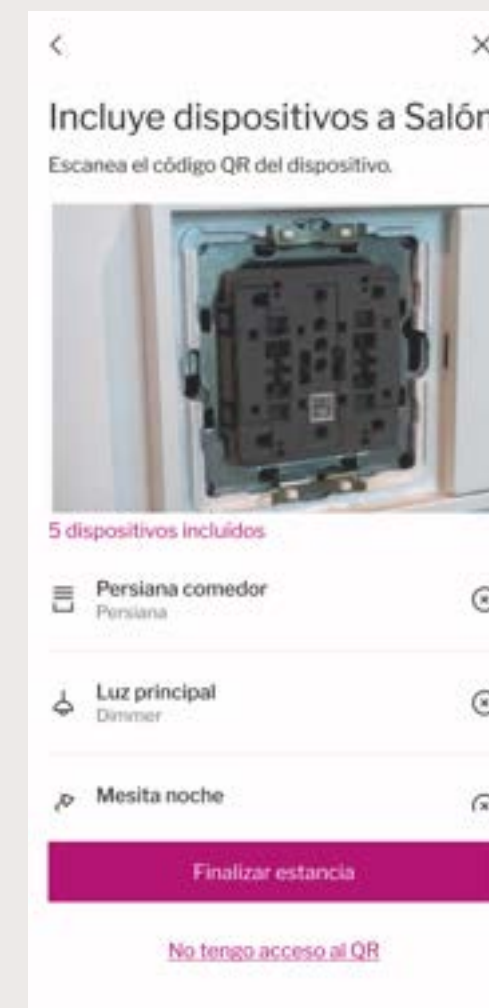 Incluye dispositivos a Salón
Escanea el código QR del dispositivo.
5 dispositivos incluidos
Persiana comedor
Persiana
Luz principal
Dimmer
Mesita noche
Finalizar estancia
No tengo acceso al QR